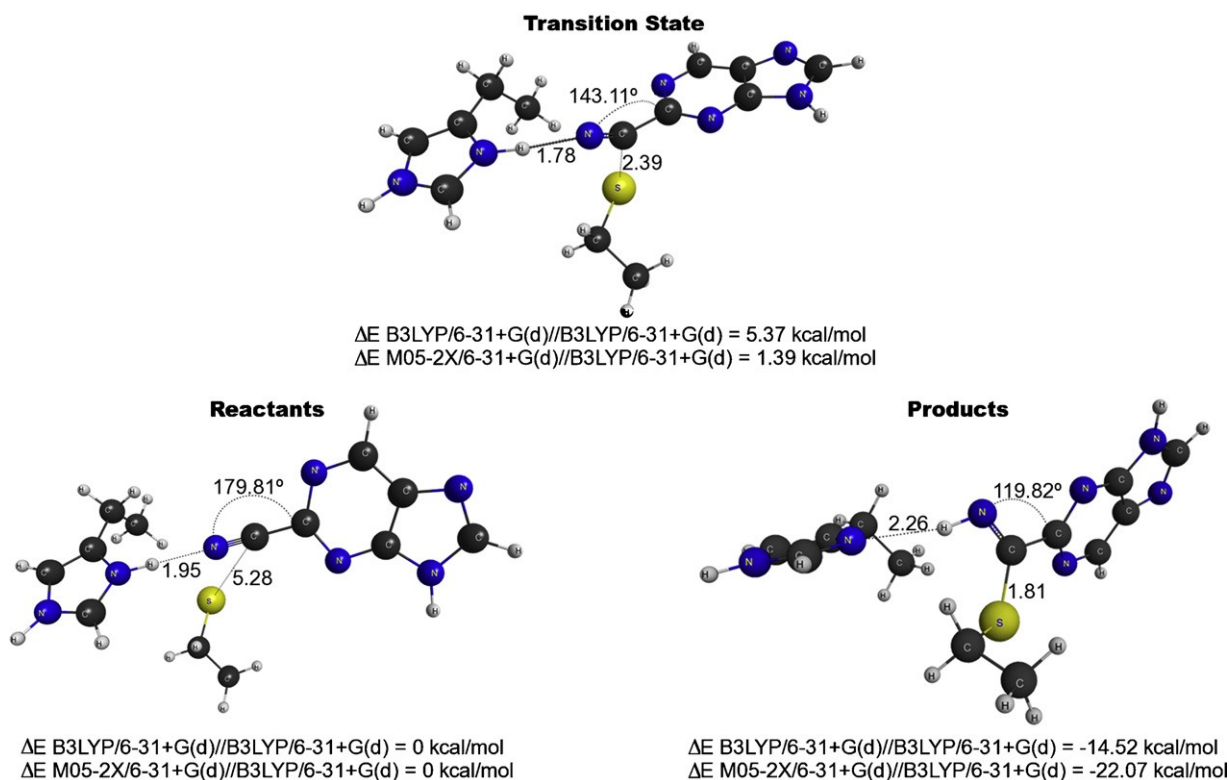 Transition State
143.11º
1.78
2.39
ΔE B3LYP/6-31+G(d)//B3LYP/6-31+G(d) = 5.37 kcal/mol
ΔE M05-2X/6-31+G(d)//B3LYP/6-31+G(d) = 1.39 kcal/mol
Reactants
179.81º
1.95
5.28
ΔE B3LYP/6-31+G(d)//B3LYP/6-31+G(d) = 0 kcal/mol
ΔE M05-2X/6-31+G(d)//B3LYP/6-31+G(d) = 0 kcal/mol
Products
119.82º
2.26
1.81
ΔE B3LYP/6-31+G(d)//B3LYP/6-31+G(d) = -14.52 kcal/mol
ΔE M05-2X/6-31+G(d)//B3LYP/6-31+G(d) = -22.07 kcal/mol